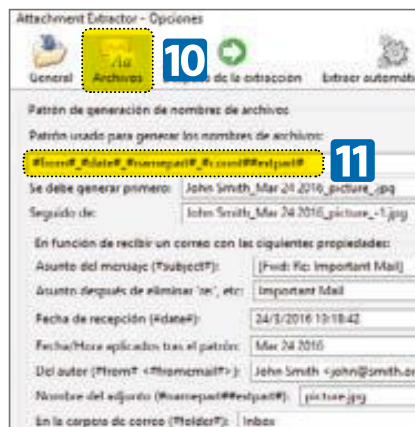 Attachment Extractor - Opciones
General Archivos 10 de la extracción Extraer automát
Patrón de generación de nombres de archivos
Patrón usado para generar los nombres de archivos:
#from#_#date#_#namepart#_#count##extpart# 11
Se debe generar primero: John Smith_Mar 24 2016_picture_.jpg
Seguido de: John Smith_Mar 24 2016_picture_-1.jpg
En función de recibir un correo con las siguientes propiedades:
Asunto del mensaje (#subject#): [Fwd: Re: Important Mail]
Asunto después de eliminar 're:', etc: Important Mail
Fecha de recepción (#date#): 24/3/2016 13:18:42
Fecha/Hora aplicados tras el patrón: Mar 24 2016
Del autor (#from# <#fromemail#>): John Smith <john@smith.or
Nombre del adjunto (#namepart##extpart#): picture.jpg
En la carpeta de correo (#folder#): Inbox